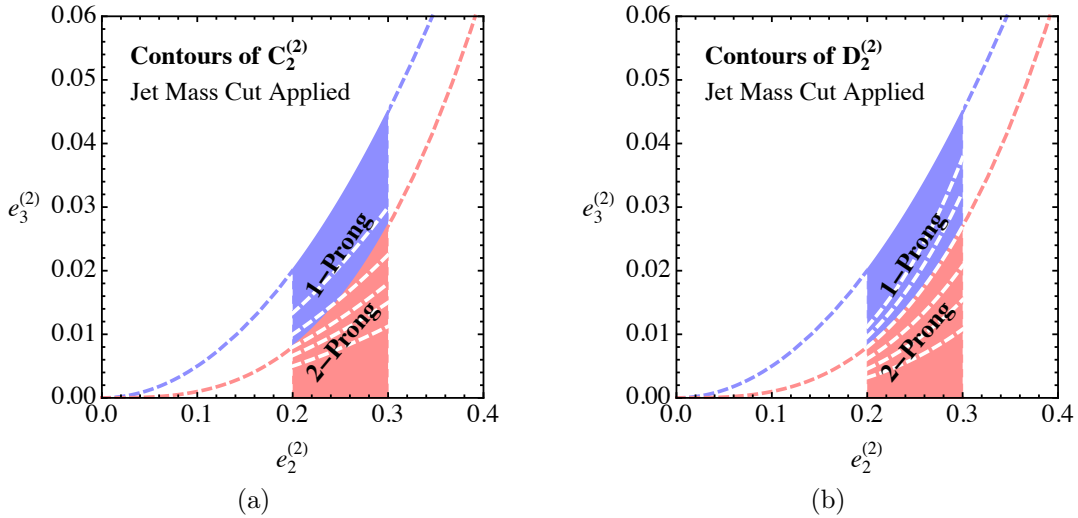 Contours of C₂⁽²⁾
Jet Mass Cut Applied
1−Prong
2−Prong
0.06
0.05
0.04
0.03
0.02
0.01
0.00
e₃⁽²⁾
0.0 0.1 0.2 0.3 0.4
e₂⁽²⁾
(a)
Contours of D₂⁽²⁾
Jet Mass Cut Applied
1−Prong
2−Prong
0.06
0.05
0.04
0.03
0.02
0.01
0.00
e₃⁽²⁾
0.0 0.1 0.2 0.3 0.4
e₂⁽²⁾
(b)